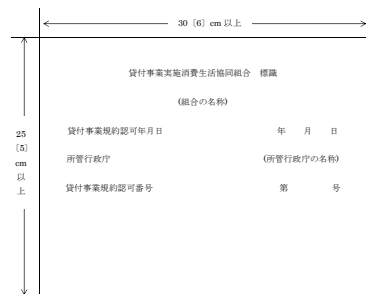 30〔6〕cm 以上
貸付事業実施消費生活協同組合　標識
(組合の名称)
貸付事業規約認可年月日　　年　月　日
所管行政庁　　(所管行政庁の名称)
貸付事業規約認可番号　　第　　号
25
〔5〕
cm
以
上